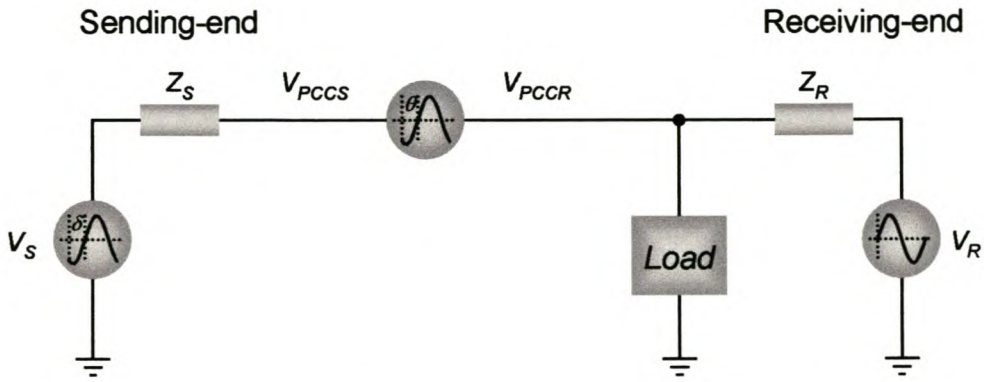 Sending-end
Receiving-end
Z_S
V_PCCS
V_PCCR
Z_R
θ
δ
V_S
Load
V_R